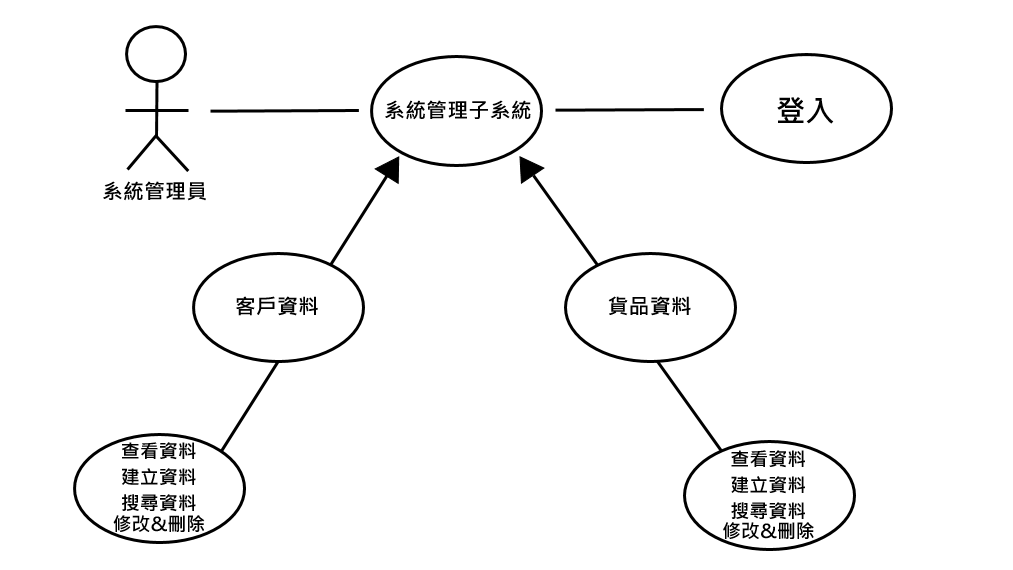 系統管理子系統
登入
系統管理員
客戶資料
貨品資料
查看資料
建立資料
搜尋資料
修改&刪除
查看資料
建立資料
搜尋資料
修改&刪除